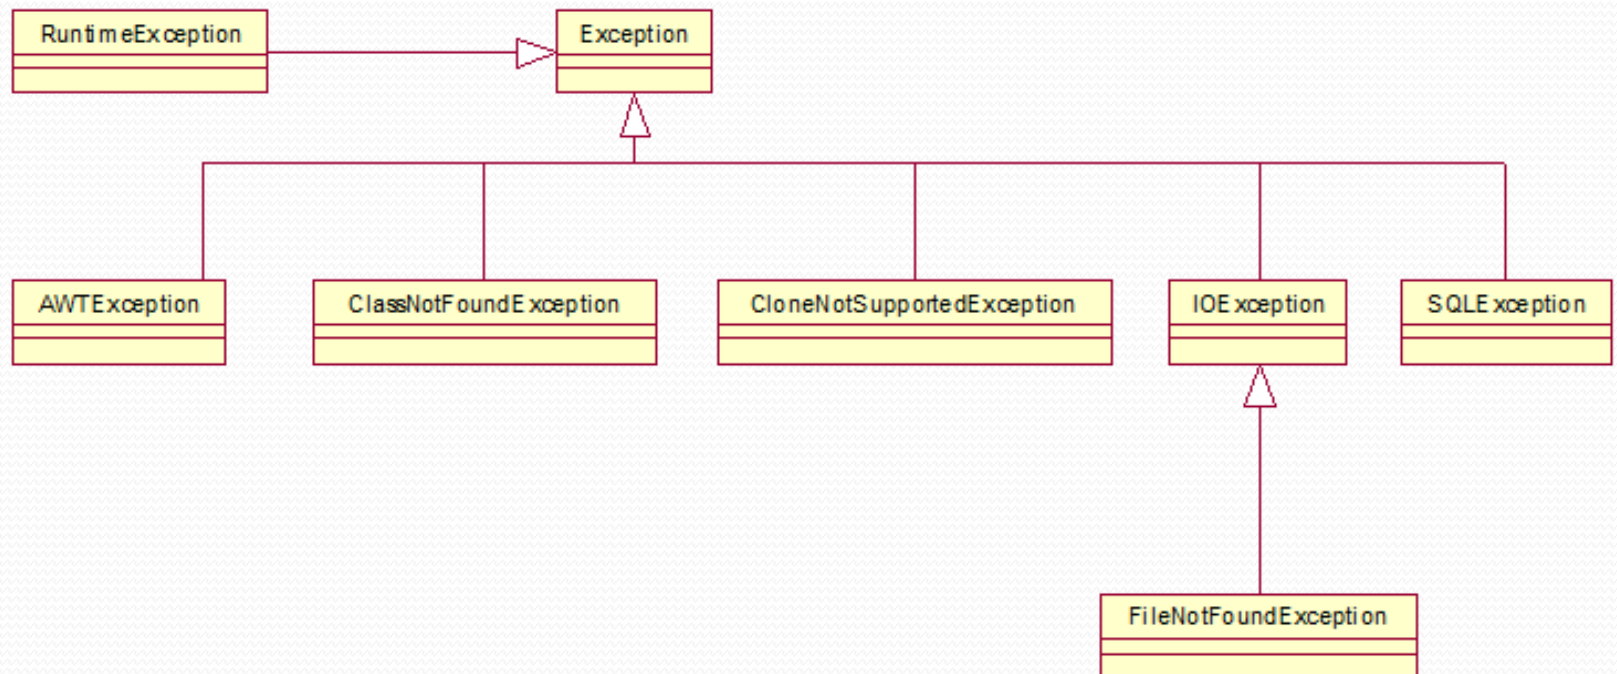 RuntimeException
Exception
AWTException
ClassNotFoundException
CloneNotSupportedException
IOException
SQLException
FileNotFoundException